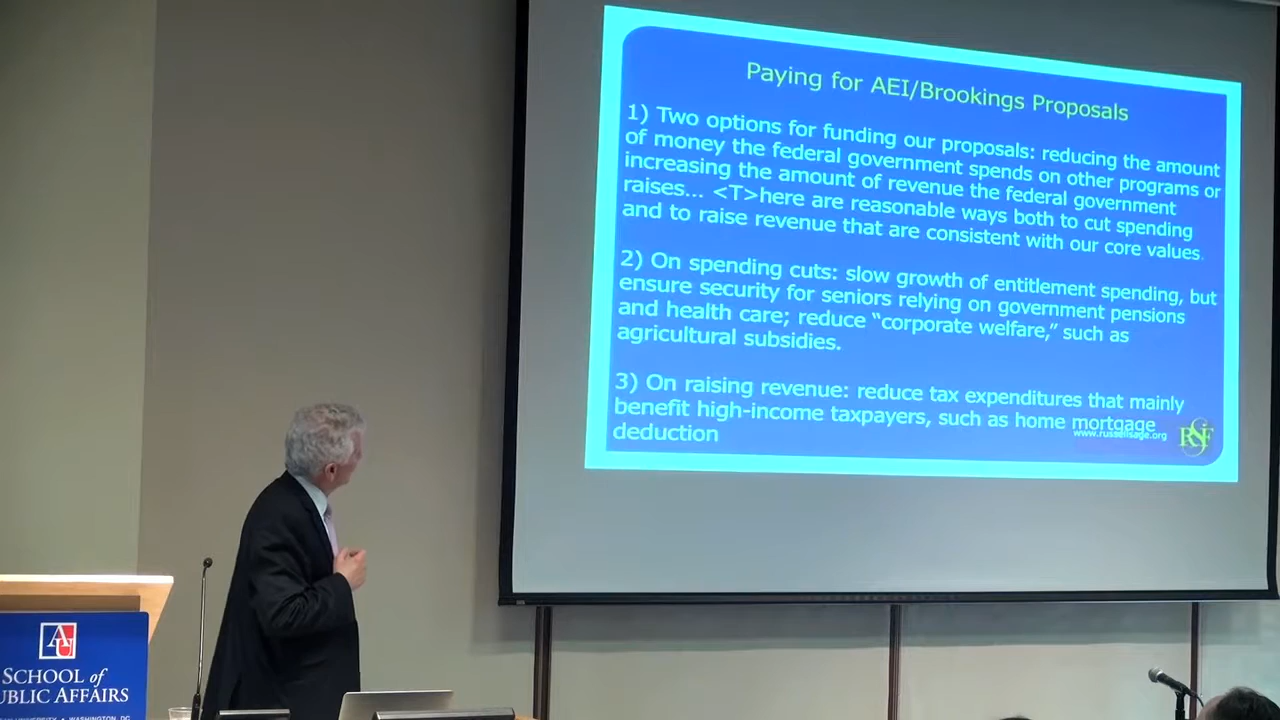 Paying for AEI/Brookings Proposals
1) Two options for funding our proposals: reducing the amount
of money the federal government spends on other programs or
increasing the amount of revenue the federal government
raises... <T>here are reasonable ways both to cut spending
and to raise revenue that are consistent with our core values.
2) On spending cuts: slow growth of entitlement spending, but
ensure security for seniors relying on government pensions
and health care; reduce “corporate welfare,” such as
agricultural subsidies.
3) On raising revenue: reduce tax expenditures that mainly
benefit high-income taxpayers, such as home mortgage
deduction
www.russellsage.org
RSF
AU
SCHOOL of
UBLIC AFFAIRS
WASHINGTON, DC